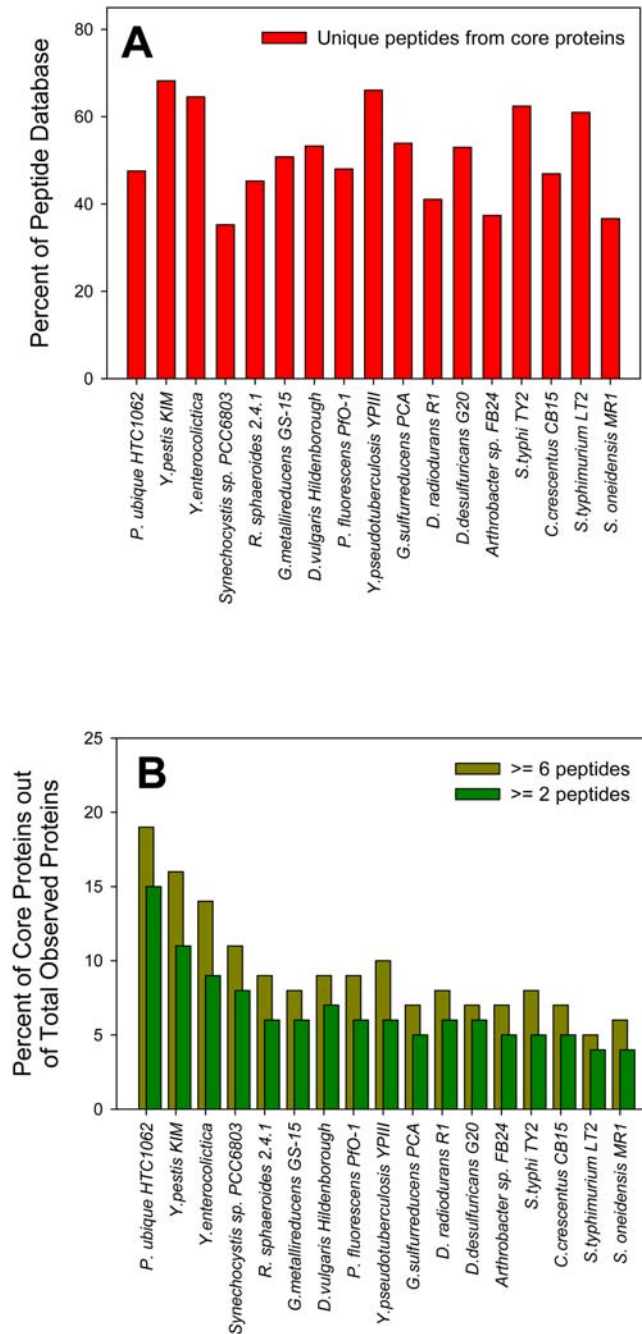 A
Unique peptides from core proteins
Percent of Peptide Database
80
60
40
20
0
P. ubique HTC1062
Y.pestis KIM
Y.enterocolictica
Synechocystis sp. PCC6803
R. sphaeroides 2.4.1
G.metallireducens GS-15
D.vulgaris Hildenborough
P. fluorescens PfO-1
Y.pseudotuberculosis YPIII
G.sulfurreducens PCA
D. radiodurans R1
D.desulfuricans G20
Arthrobacter sp. FB24
S.typhi TY2
C.crescentus CB15
S.typhimurium LT2
S. oneidensis MR1
B
>= 6 peptides
>= 2 peptides
Percent of Core Proteins out
of Total Observed Proteins
25
20
15
10
5
0
P. ubique HTC1062
Y.pestis KIM
Y.enterocolictica
Synechocystis sp. PCC6803
R. sphaeroides 2.4.1
G.metallireducens GS-15
D.vulgaris Hildenborough
P. fluorescens PfO-1
Y.pseudotuberculosis YPIII
G.sulfurreducens PCA
D. radiodurans R1
D.desulfuricans G20
Arthrobacter sp. FB24
S.typhi TY2
C.crescentus CB15
S.typhimurium LT2
S. oneidensis MR1